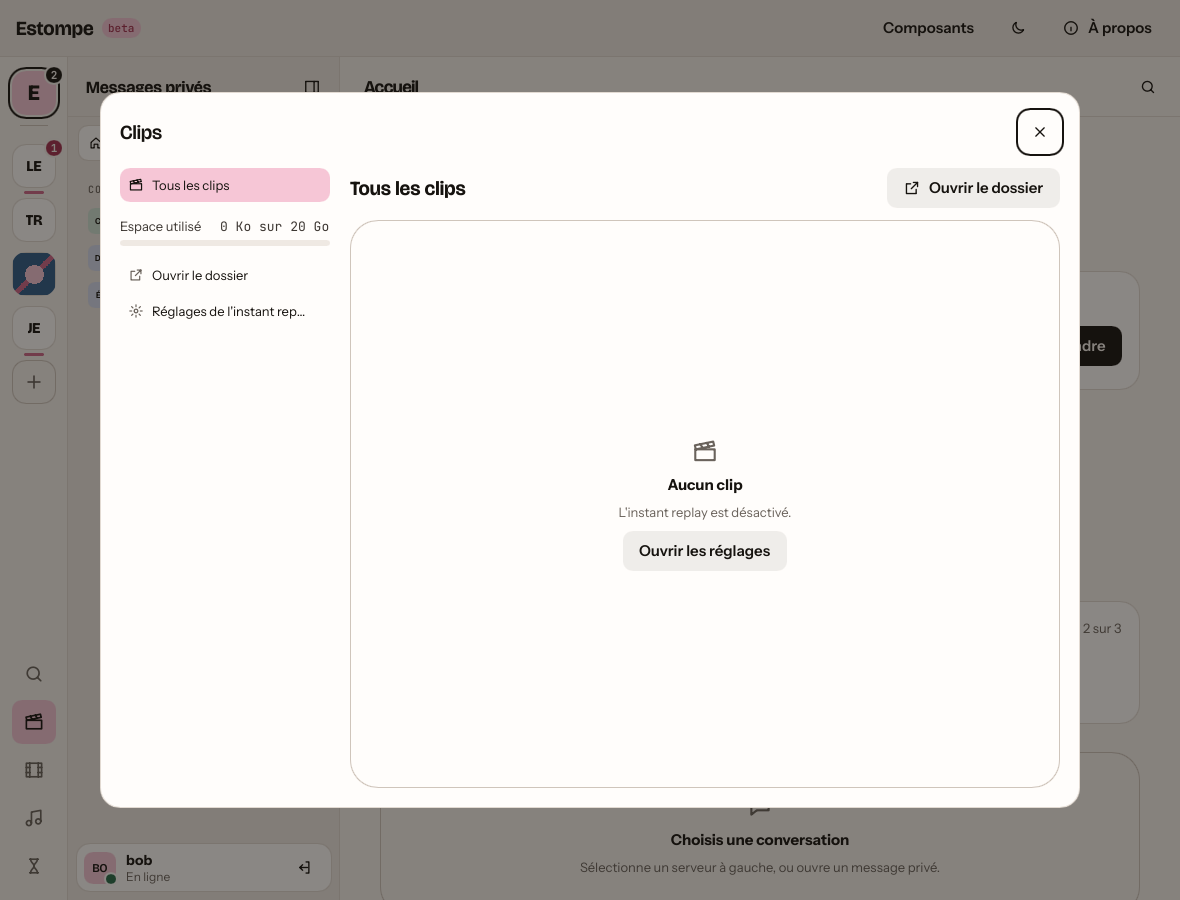 Estompe beta
Composants
À propos
E 2
Messages privés
Accueil
LE 1
TR
JE
Clips
Tous les clips
Espace utilisé 0 Ko sur 20 Go
Ouvrir le dossier
Réglages de l'instant rep...
Tous les clips
Ouvrir le dossier
Aucun clip
L'instant replay est désactivé.
Ouvrir les réglages
2 sur 3
Choisis une conversation
Sélectionne un serveur à gauche, ou ouvre un message privé.
BO
bob
En ligne